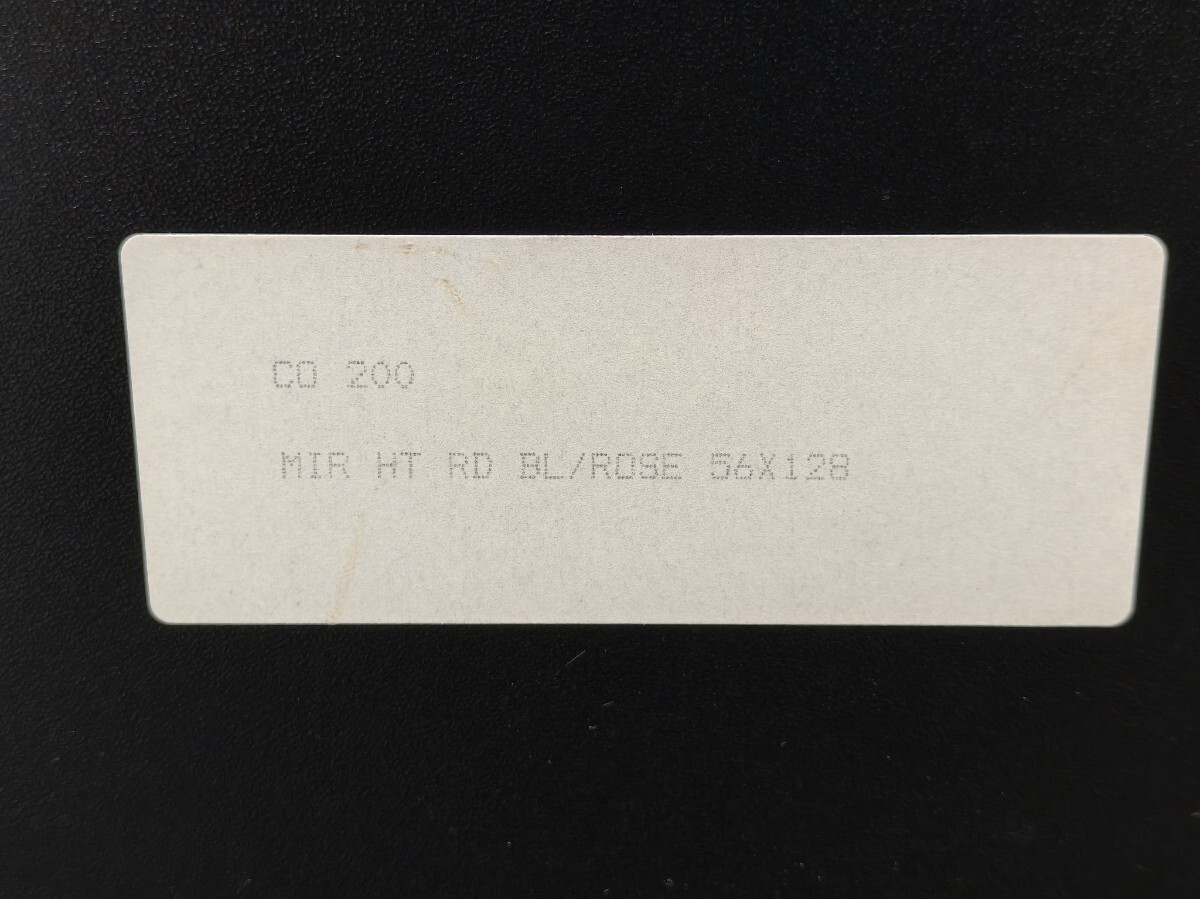 CO 200
MIR HT RD BL/ROSE 56X128